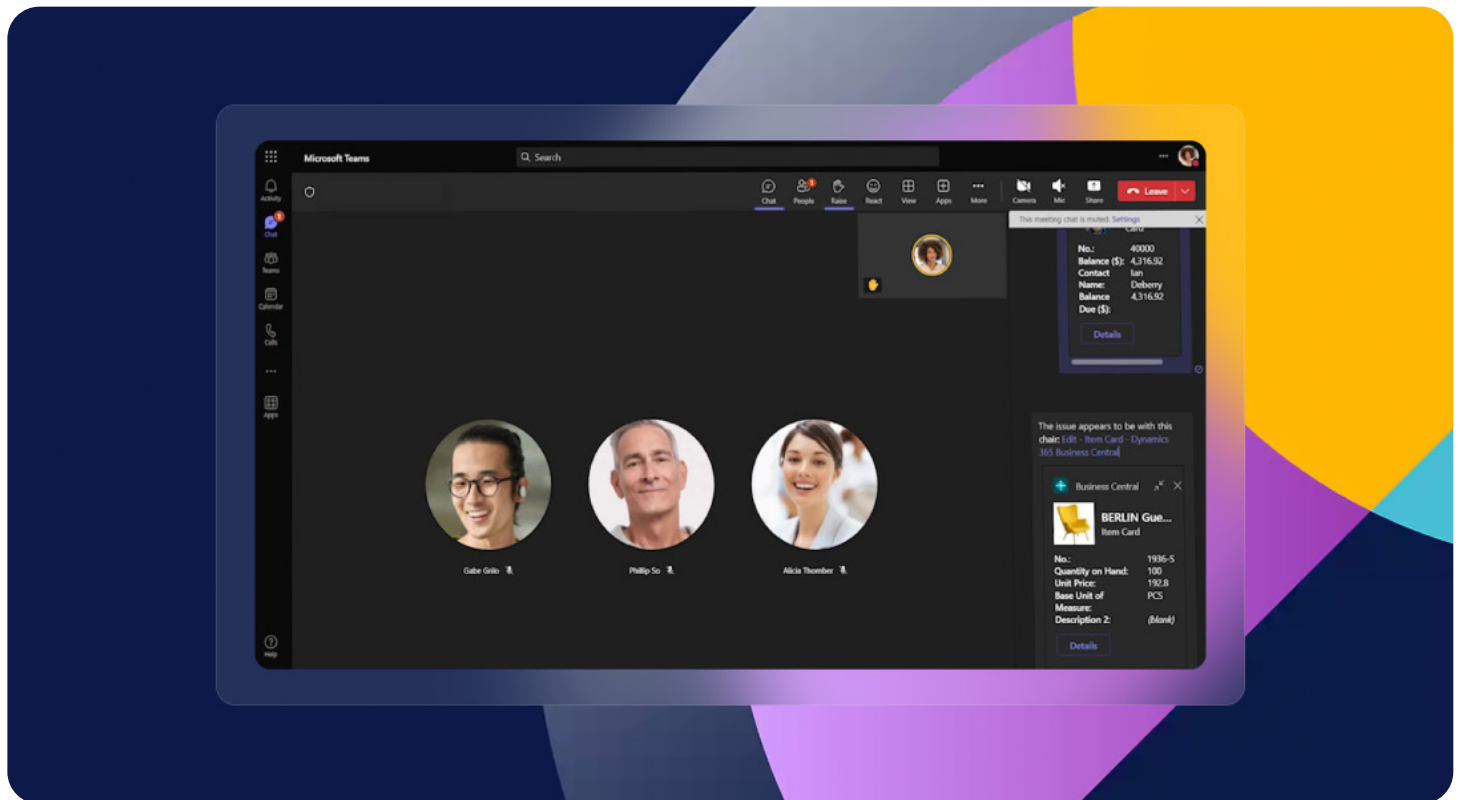 Microsoft Teams
Search
Activity
1
Chat
Teams
Calendar
Calls
Apps
Help
Chat
1
People
Raise
React
View
Apps
More
Camera
Mic
Share
Leave
This meeting chat is muted. Settings
Card
No.: 40000
Balance ($): 4,316.92
Contact Ian
Name: Deberry
Balance 4,316.92
Due ($):
Details
The issue appears to be with this
chair: Edit - Item Card - Dynamics
365 Business Central
Business Central
BERLIN Gue...
Item Card
No.: 1936-S
Quantity on Hand: 100
Unit Price: 192.8
Base Unit of PCS
Measure:
Description 2: (blank)
Details
Gabe Grilo
Phillip So
Alicia Thomber